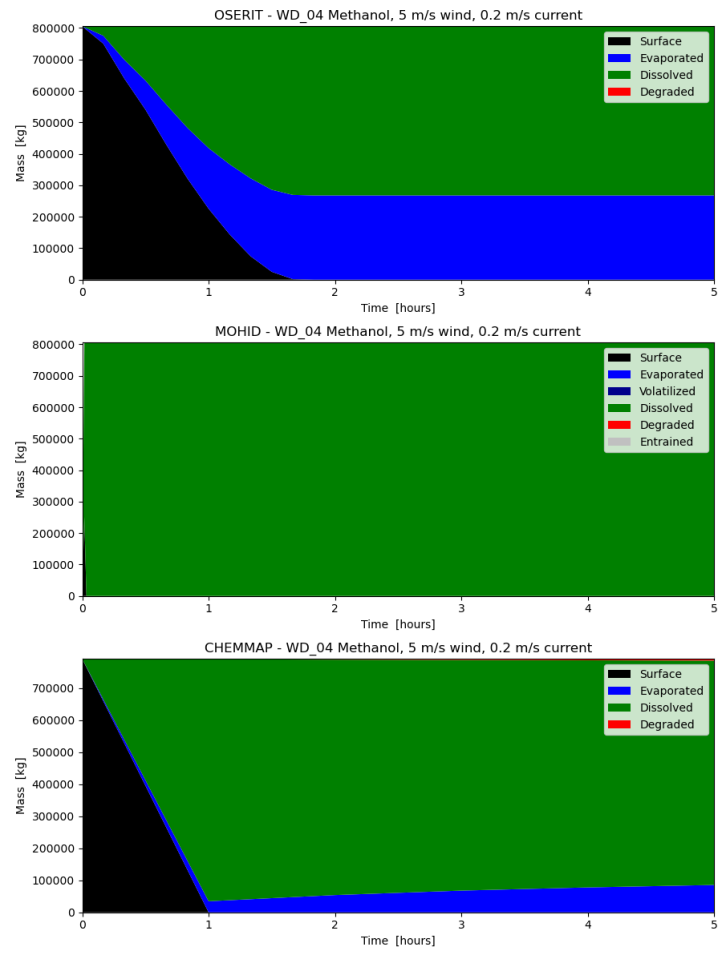 OSERIT - WD_04 Methanol, 5 m/s wind, 0.2 m/s current
800000
700000
600000
500000
400000
300000
200000
100000
0
Mass [kg]
Surface
Evaporated
Dissolved
Degraded
0 1 2 3 4 5
Time [hours]
MOHID - WD_04 Methanol, 5 m/s wind, 0.2 m/s current
800000
700000
600000
500000
400000
300000
200000
100000
0
Mass [kg]
Surface
Evaporated
Volatilized
Dissolved
Degraded
Entrained
0 1 2 3 4 5
Time [hours]
CHEMMAP - WD_04 Methanol, 5 m/s wind, 0.2 m/s current
700000
600000
500000
400000
300000
200000
100000
0
Mass [kg]
Surface
Evaporated
Dissolved
Degraded
0 1 2 3 4 5
Time [hours]